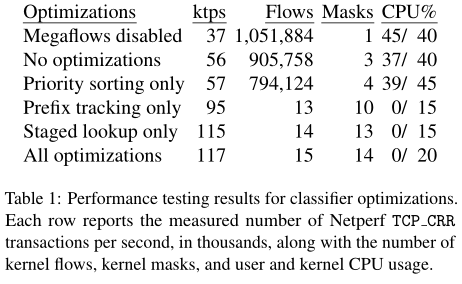 Optimizations ktps Flows Masks CPU%
Megaflows disabled 37 1,051,884 1 45/ 40
No optimizations 56 905,758 3 37/ 40
Priority sorting only 57 794,124 4 39/ 45
Prefix tracking only 95 13 10 0/ 15
Staged lookup only 115 14 13 0/ 15
All optimizations 117 15 14 0/ 20
Table 1: Performance testing results for classifier optimizations.
Each row reports the measured number of Netperf TCP_CRR
transactions per second, in thousands, along with the number of
kernel flows, kernel masks, and user and kernel CPU usage.